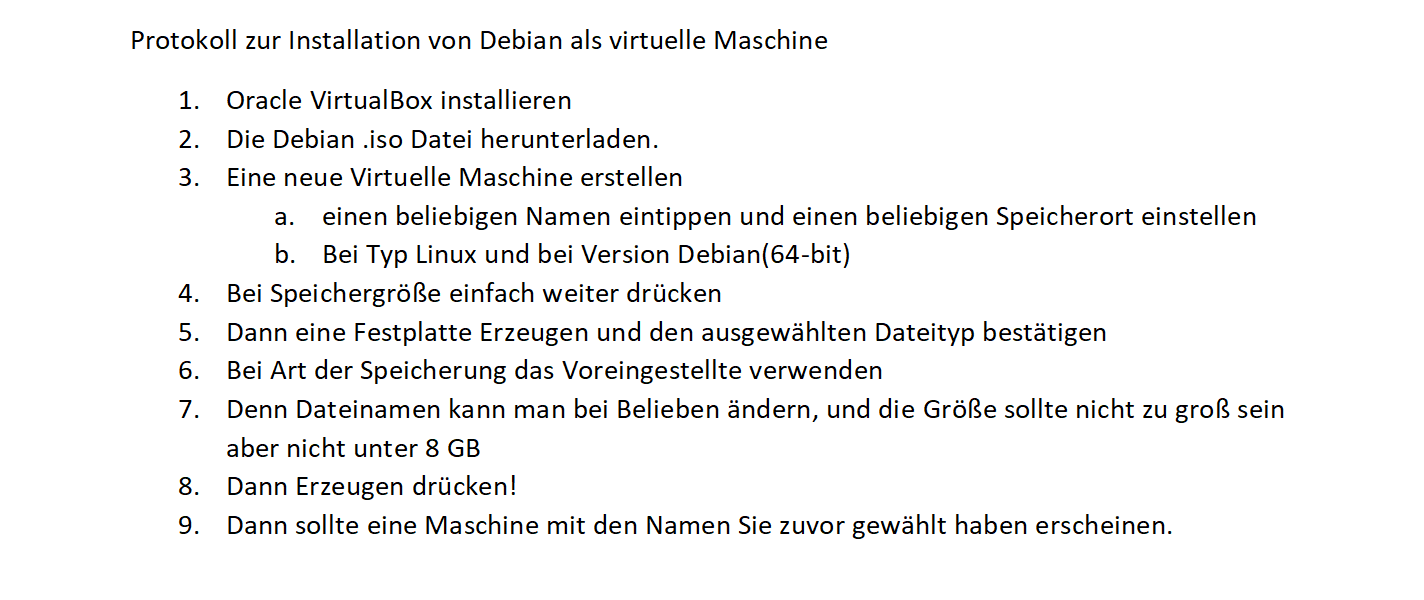 Protokoll zur Installation von Debian als virtuelle Maschine
1. Oracle VirtualBox installieren
2. Die Debian .iso Datei herunterladen.
3. Eine neue Virtuelle Maschine erstellen
a. einen beliebigen Namen eintippen und einen beliebigen Speicherort einstellen
b. Bei Typ Linux und bei Version Debian(64-bit)
4. Bei Speichergröße einfach weiter drücken
5. Dann eine Festplatte Erzeugen und den ausgewählten Dateityp bestätigen
6. Bei Art der Speicherung das Voreingestellte verwenden
7. Denn Dateinamen kann man bei Belieben ändern, und die Größe sollte nicht zu groß sein
aber nicht unter 8 GB
8. Dann Erzeugen drücken!
9. Dann sollte eine Maschine mit den Namen Sie zuvor gewählt haben erscheinen.